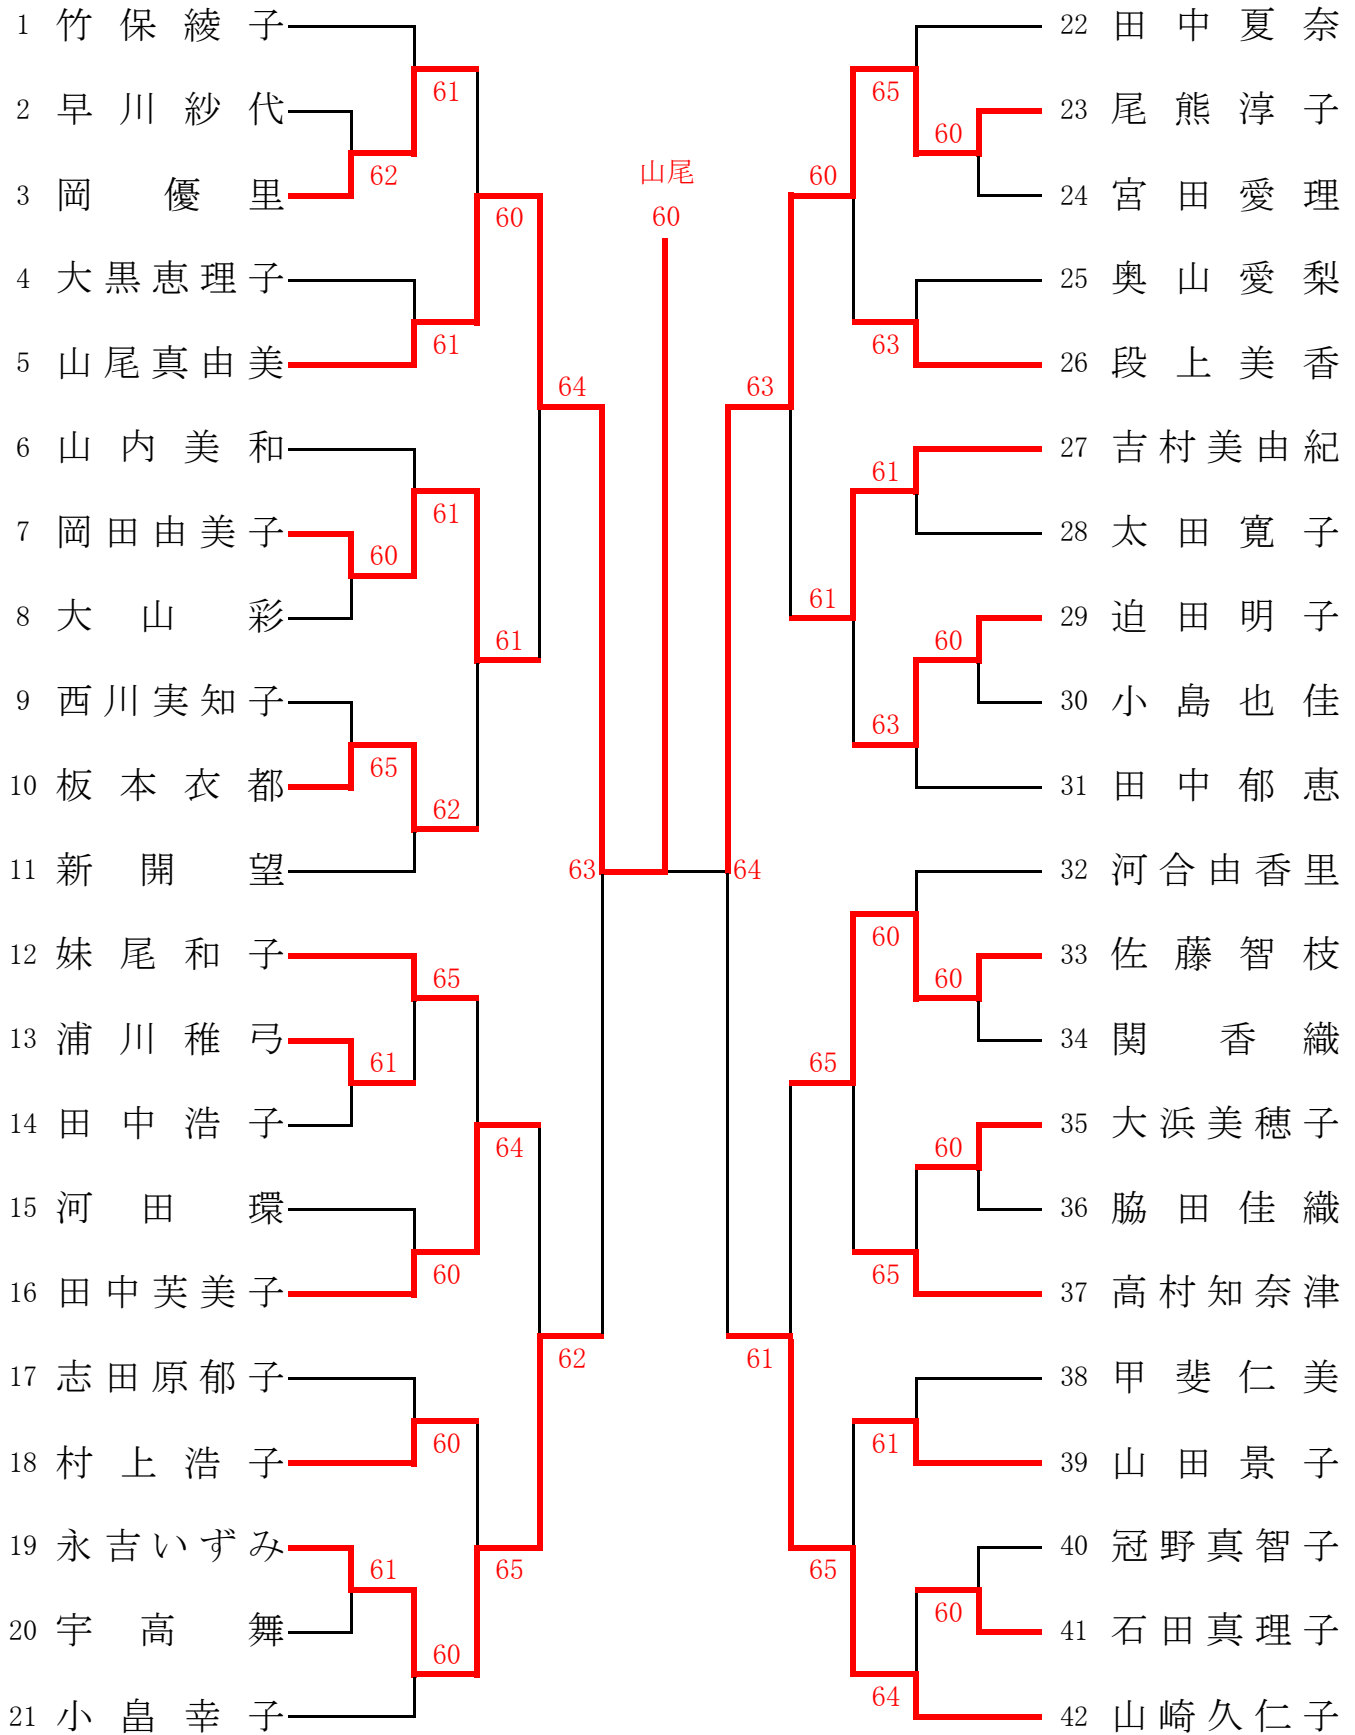 1 竹保綾子
2 早川紗代
3 岡優里
4 大黒恵理子
5 山尾真由美
6 山内美和
7 岡田由美子
8 大山彩
9 西川実知子
10 板本衣都
11 新開望
12 妹尾和子
13 浦川稚弓
14 田中浩子
15 河田環
16 田中芙美子
17 志田原郁子
18 村上浩子
19 永吉いずみ
20 宇高舞
21 小畠幸子
61
62
60
61
64
61
60
61
65
62
63
65
61
64
60
62
60
61
65
60
山尾
60
65
60
60
63
63
61
61
60
63
64
60
60
65
60
65
61
61
65
60
64
22 田中夏奈
23 尾熊淳子
24 宮田愛理
25 奥山愛梨
26 段上美香
27 吉村美由紀
28 太田寛子
29 迫田明子
30 小島也佳
31 田中郁恵
32 河合由香里
33 佐藤智枝
34 関香織
35 大浜美穂子
36 脇田佳織
37 高村知奈津
38 甲斐仁美
39 山田景子
40 冠野真智子
41 石田真理子
42 山崎久仁子